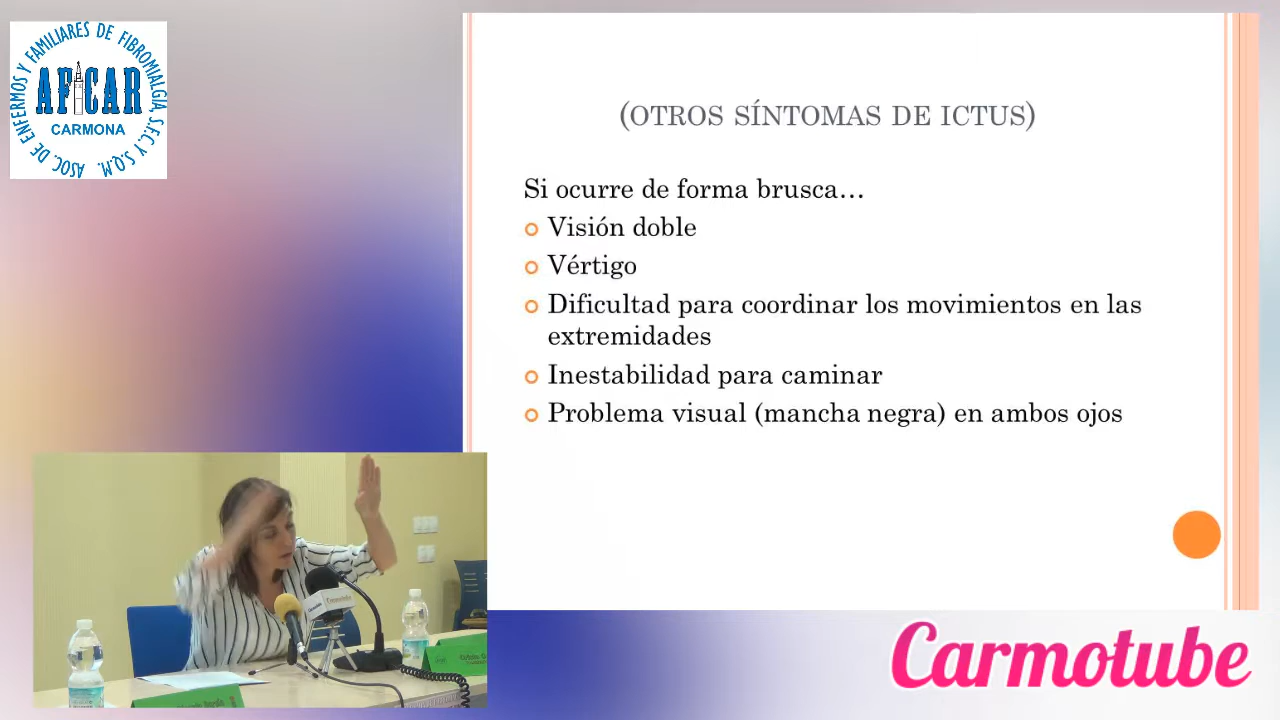 ASOC. DE ENFERMOS Y FAMILIARES DE FIBROMIALGIA, S.F.C. Y S.Q.M.
AFICAR
CARMONA
(OTROS SÍNTOMAS DE ICTUS)
Si ocurre de forma brusca…
Visión doble
Vértigo
Dificultad para coordinar los movimientos en las
extremidades
Inestabilidad para caminar
Problema visual (mancha negra) en ambos ojos
Carmotube
Carmotube